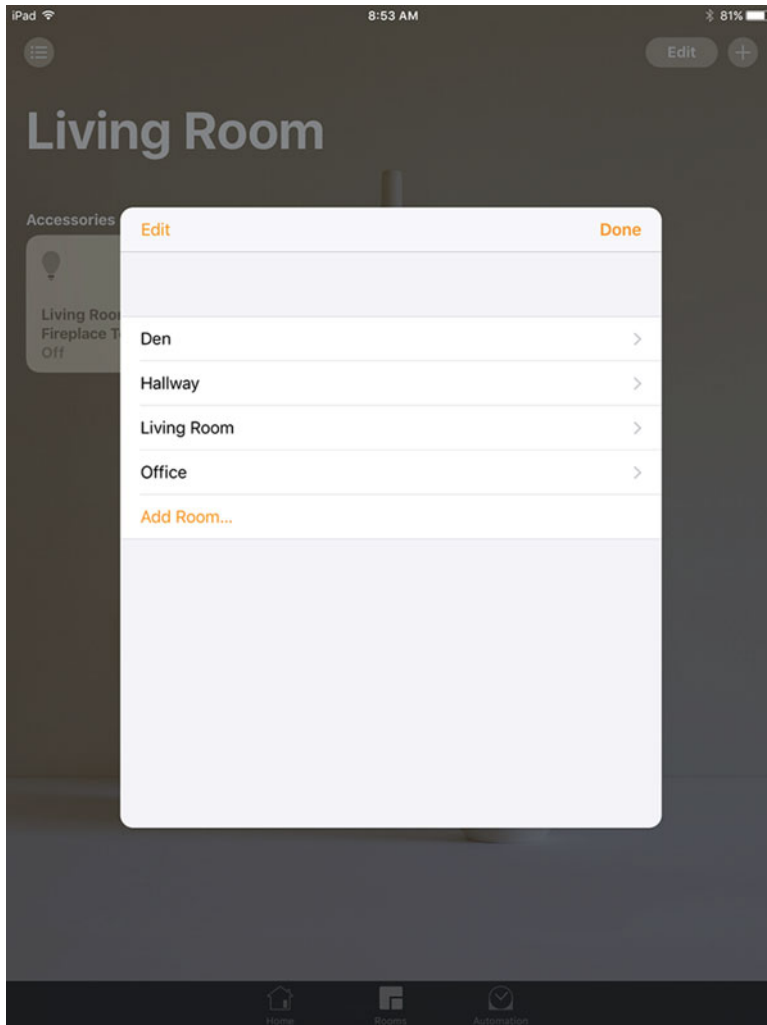 iPad 8:53 AM 81%
Edit
Living Room
Accessories
Edit Done
Living Roo
Fireplace T
Off
Den
Hallway
Living Room
Office
Add Room...
Home Rooms Automation